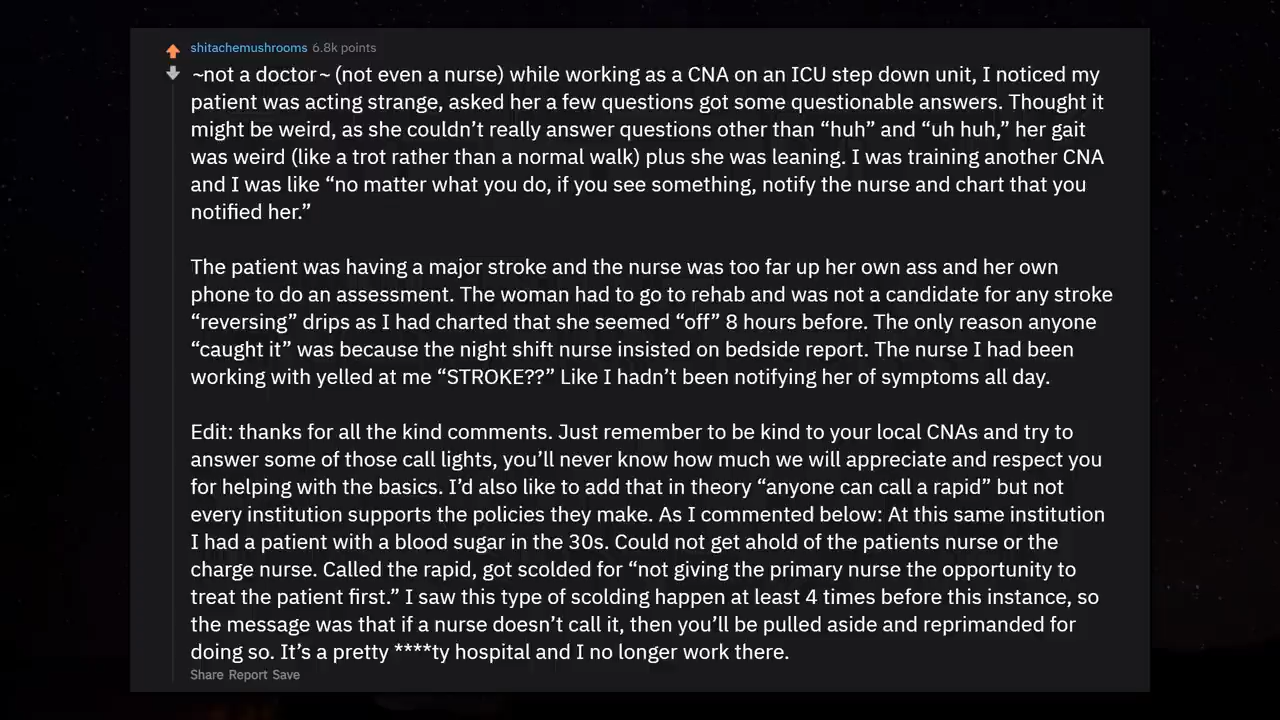 shitachemushrooms 6.8k points
~not a doctor~ (not even a nurse) while working as a CNA on an ICU step down unit, I noticed my
patient was acting strange, asked her a few questions got some questionable answers. Thought it
might be weird, as she couldn’t really answer questions other than “huh” and “uh huh,” her gait
was weird (like a trot rather than a normal walk) plus she was leaning. I was training another CNA
and I was like “no matter what you do, if you see something, notify the nurse and chart that you
notified her.”
The patient was having a major stroke and the nurse was too far up her own ass and her own
phone to do an assessment. The woman had to go to rehab and was not a candidate for any stroke
“reversing” drips as I had charted that she seemed “off” 8 hours before. The only reason anyone
“caught it” was because the night shift nurse insisted on bedside report. The nurse I had been
working with yelled at me “STROKE??” Like I hadn’t been notifying her of symptoms all day.
Edit: thanks for all the kind comments. Just remember to be kind to your local CNAs and try to
answer some of those call lights, you’ll never know how much we will appreciate and respect you
for helping with the basics. I’d also like to add that in theory “anyone can call a rapid” but not
every institution supports the policies they make. As I commented below: At this same institution
I had a patient with a blood sugar in the 30s. Could not get ahold of the patients nurse or the
charge nurse. Called the rapid, got scolded for “not giving the primary nurse the opportunity to
treat the patient first.” I saw this type of scolding happen at least 4 times before this instance, so
the message was that if a nurse doesn’t call it, then you’ll be pulled aside and reprimanded for
doing so. It’s a pretty ****ty hospital and I no longer work there.
Share Report Save